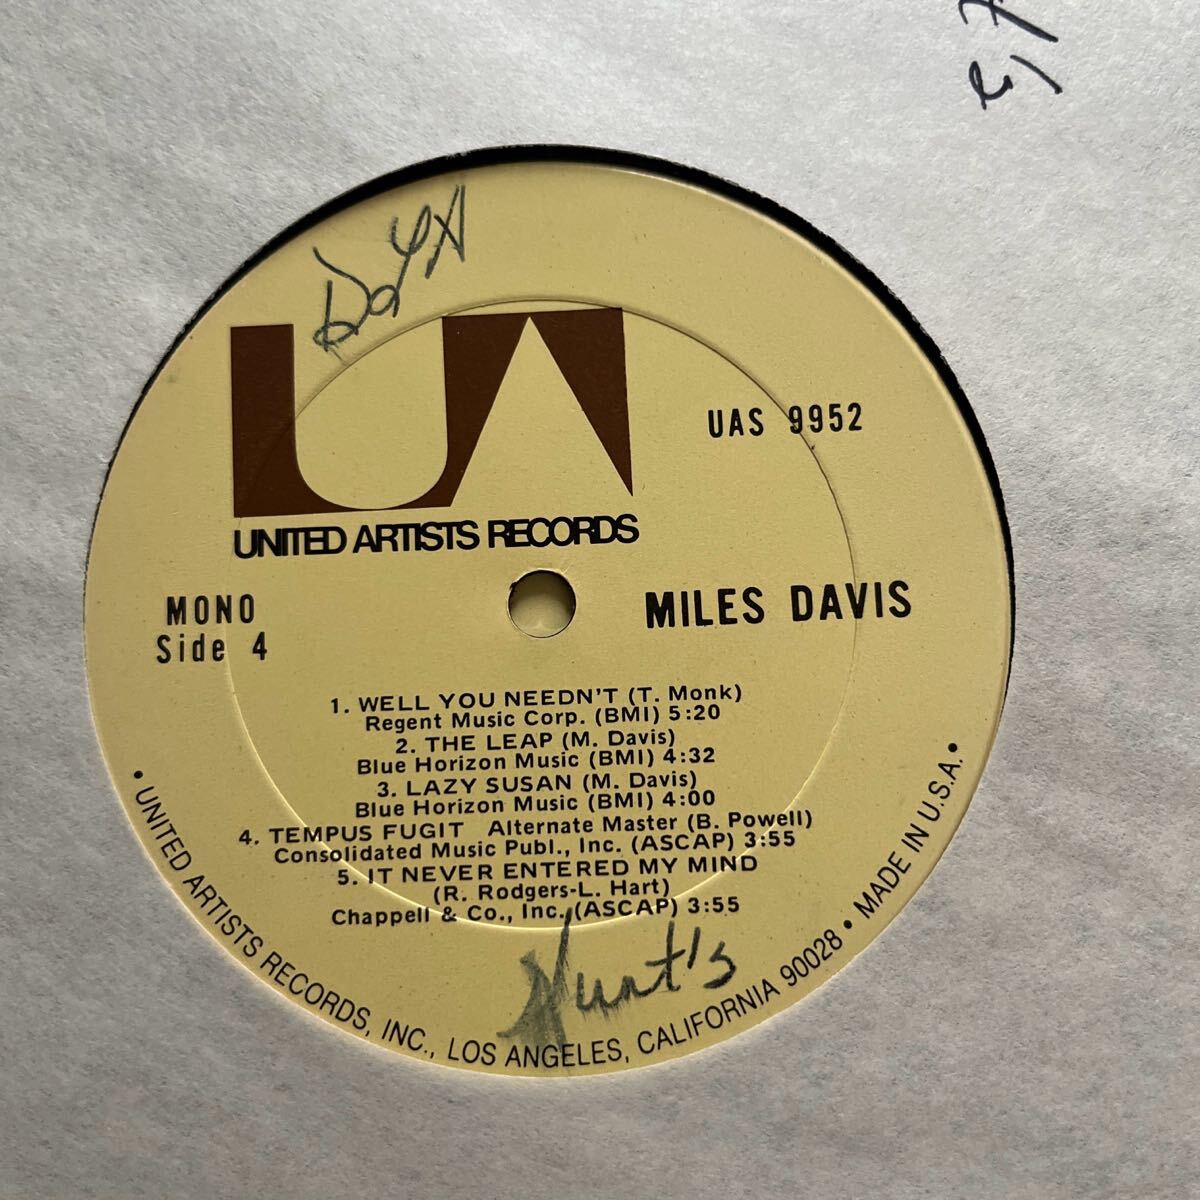 UAS 9952
UNITED ARTISTS RECORDS
MONO
Side 4
MILES DAVIS
1. WELL YOU NEEDN'T (T. Monk)
Regent Music Corp. (BMI) 5:20
2. THE LEAP (M. Davis)
Blue Horizon Music (BMI) 4:32
3. LAZY SUSAN (M. Davis)
Blue Horizon Music (BMI) 4:00
4. TEMPUS FUGIT Alternate Master (B. Powell)
Consolidated Music Publ., Inc. (ASCAP) 3:55
5. IT NEVER ENTERED MY MIND
(R. Rodgers-L. Hart)
Chappell & Co., Inc. (ASCAP) 3:55
Hunt's
• UNITED ARTISTS RECORDS, INC., LOS ANGELES, CALIFORNIA 90028 • MADE IN U.S.A. •